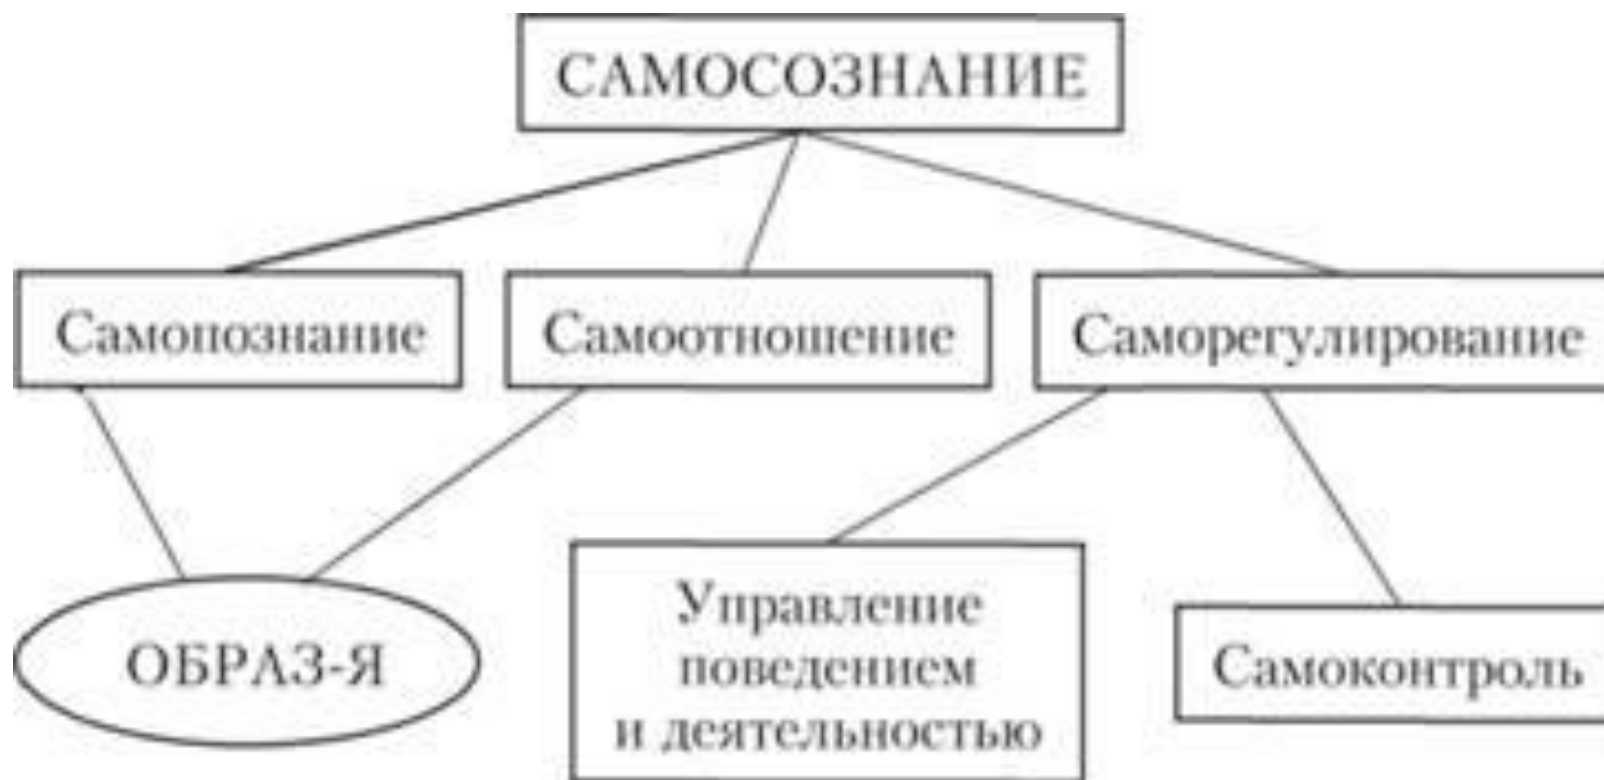 САМОСОЗНАНИЕ
Самопознание
Самоотношение
Саморегулирование
ОБРАЗ-Я
Управление
поведением
и деятельностью
Самоконтроль